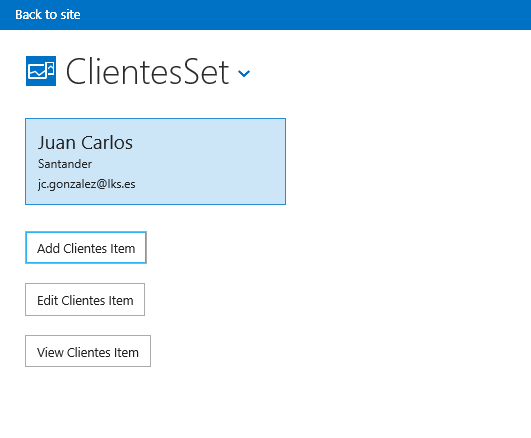 Back to site
ClientesSet
Juan Carlos
Santander
jc.gonzalez@lks.es
Add Clientes Item
Edit Clientes Item
View Clientes Item